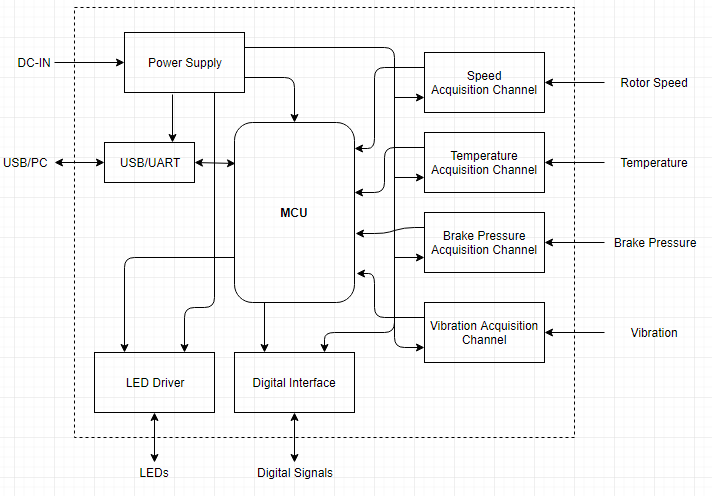 DC-IN
Power Supply
Speed
Acquisition Channel
Rotor Speed
USB/PC
USB/UART
Temperature
Acquisition Channel
Temperature
MCU
Brake Pressure
Acquisition Channel
Brake Pressure
Vibration Acquisition
Channel
Vibration
LED Driver
Digital Interface
LEDs
Digital Signals